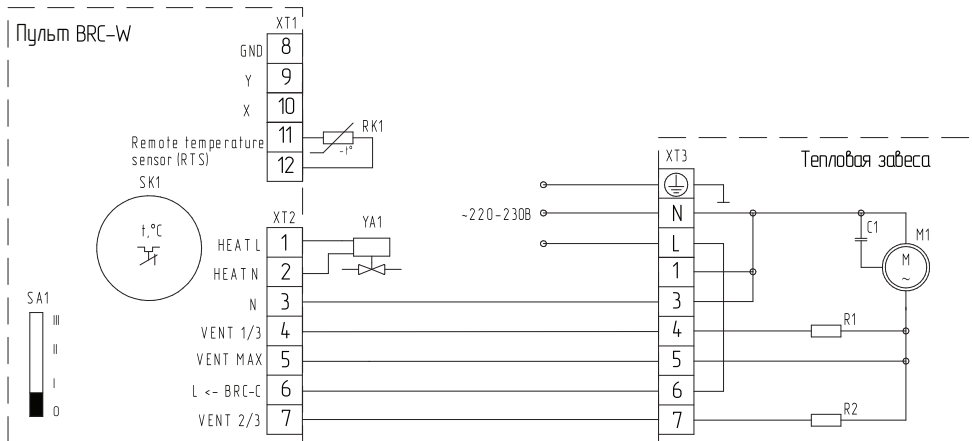 Пульт BRC-W
XT1
GND 8
Y 9
X 10
Remote temperature
sensor (RTS)
11
12
RK1
-t°
SK1
t,°C
XT2
HEAT L 1
HEAT N 2
N 3
VENT 1/3 4
VENT MAX 5
L <- BRC-C 6
VENT 2/3 7
YA1
SA1
III
II
I
0
~220-230В
XT3
Тепловая завеса
N
L
1
3
4
5
6
7
C1
M1
M
~
R1
R2